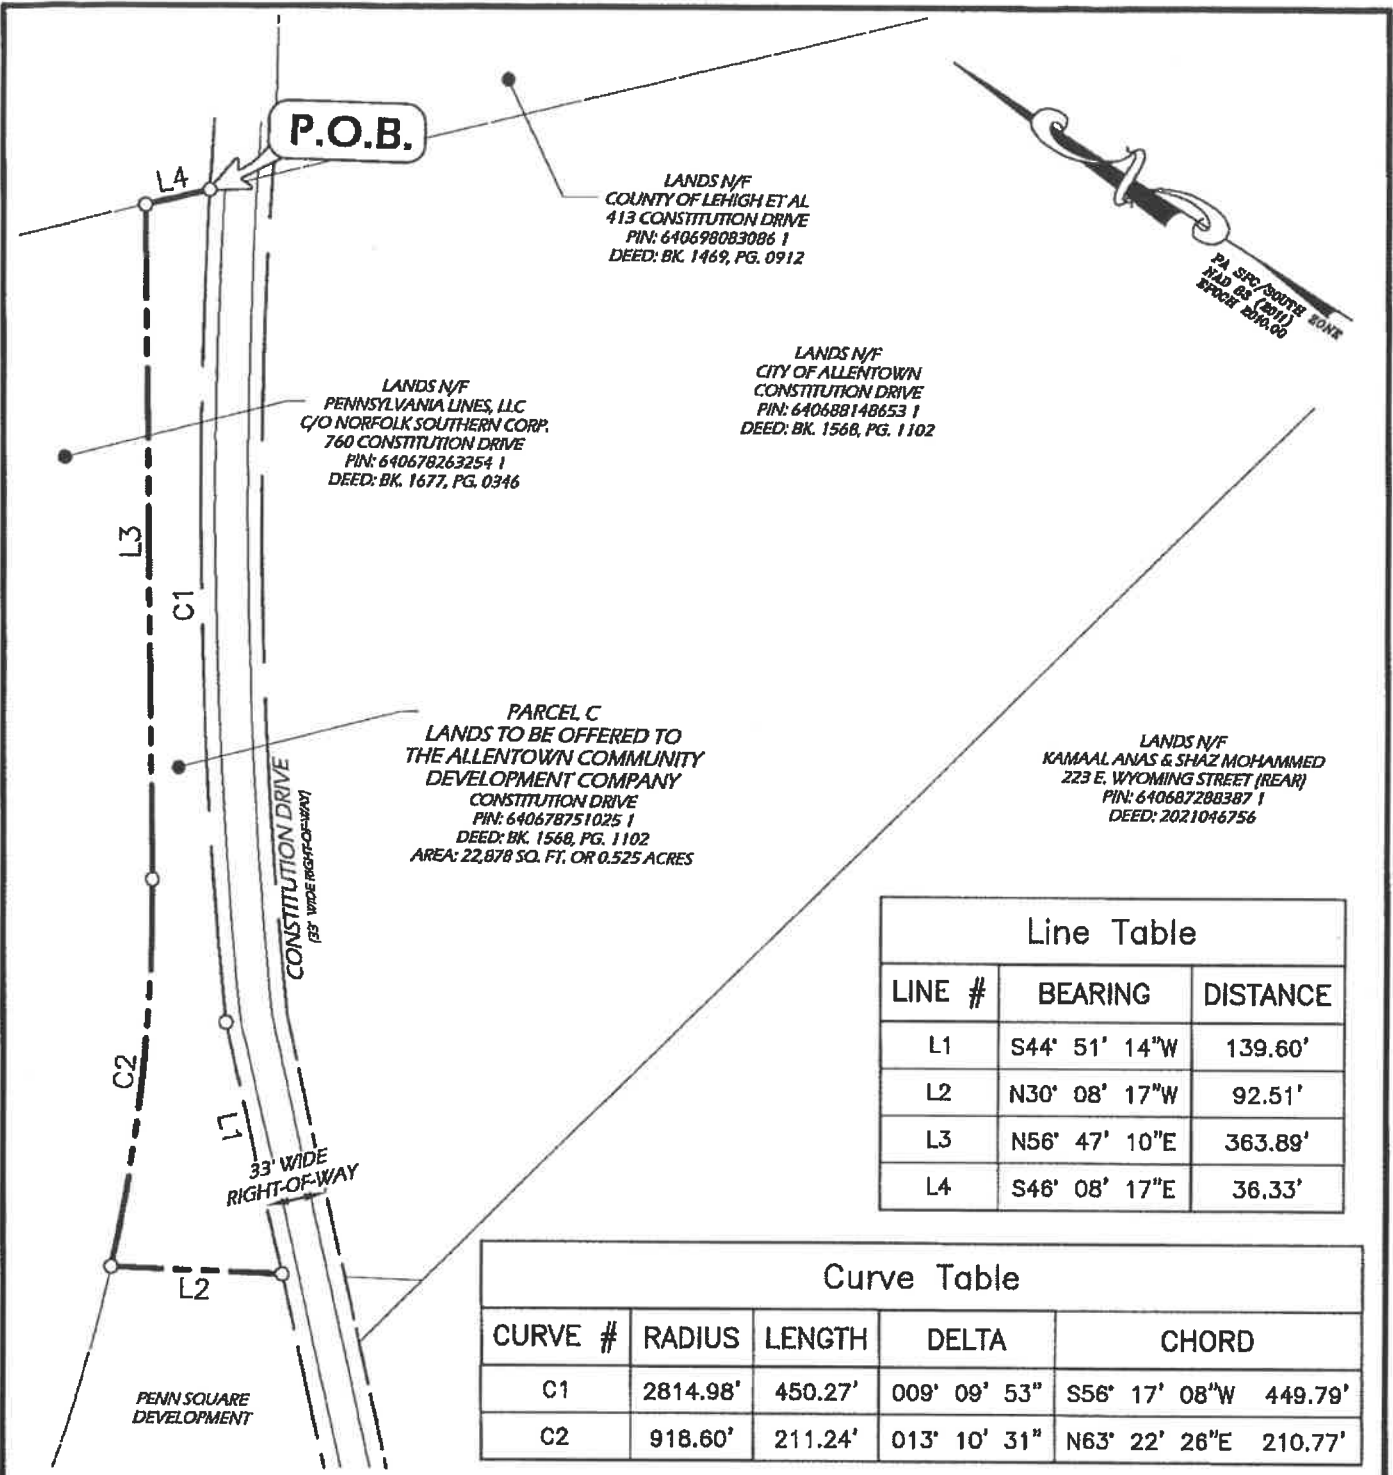 P.O.B.
L4
LANDS N/F
COUNTY OF LEHIGH ET AL
413 CONSTITUTION DRIVE
PIN: 640698083086 1
DEED: BK. 1469, PG. 0912
PA SPC/SOUTH ZONE
NAD 83 (2011)
EPOCH 2010.00
LANDS N/F
CITY OF ALLENTOWN
CONSTITUTION DRIVE
PIN: 640688148653 1
DEED: BK. 1568, PG. 1102
LANDS N/F
PENNSYLVANIA LINES, LLC
C/O NORFOLK SOUTHERN CORP.
760 CONSTITUTION DRIVE
PIN: 640678263254 1
DEED: BK. 1677, PG. 0346
L3
C1
PARCEL C
LANDS TO BE OFFERED TO
THE ALLENTOWN COMMUNITY
DEVELOPMENT COMPANY
CONSTITUTION DRIVE
PIN: 640678751025 1
DEED: BK. 1568, PG. 1102
AREA: 22,878 SQ. FT. OR 0.525 ACRES
LANDS N/F
KAMAAL ANAS & SHAZ MOHAMMED
223 E. WYOMING STREET (REAR)
PIN: 640687288387 1
DEED: 2021046756
CONSTITUTION DRIVE
(33' WIDE RIGHT-OF-WAY)
C2
L1
33' WIDE
RIGHT-OF-WAY
L2
PENN SQUARE
DEVELOPMENT
Line Table
LINE # BEARING DISTANCE
L1 S44° 51' 14"W 139.60'
L2 N30° 08' 17"W 92.51'
L3 N56° 47' 10"E 363.89'
L4 S46° 08' 17"E 36.33'
Curve Table
CURVE # RADIUS LENGTH DELTA CHORD
C1 2814.98' 450.27' 009° 09' 53" S56° 17' 08"W 449.79'
C2 918.60' 211.24' 013° 10' 31" N63° 22' 26"E 210.77'